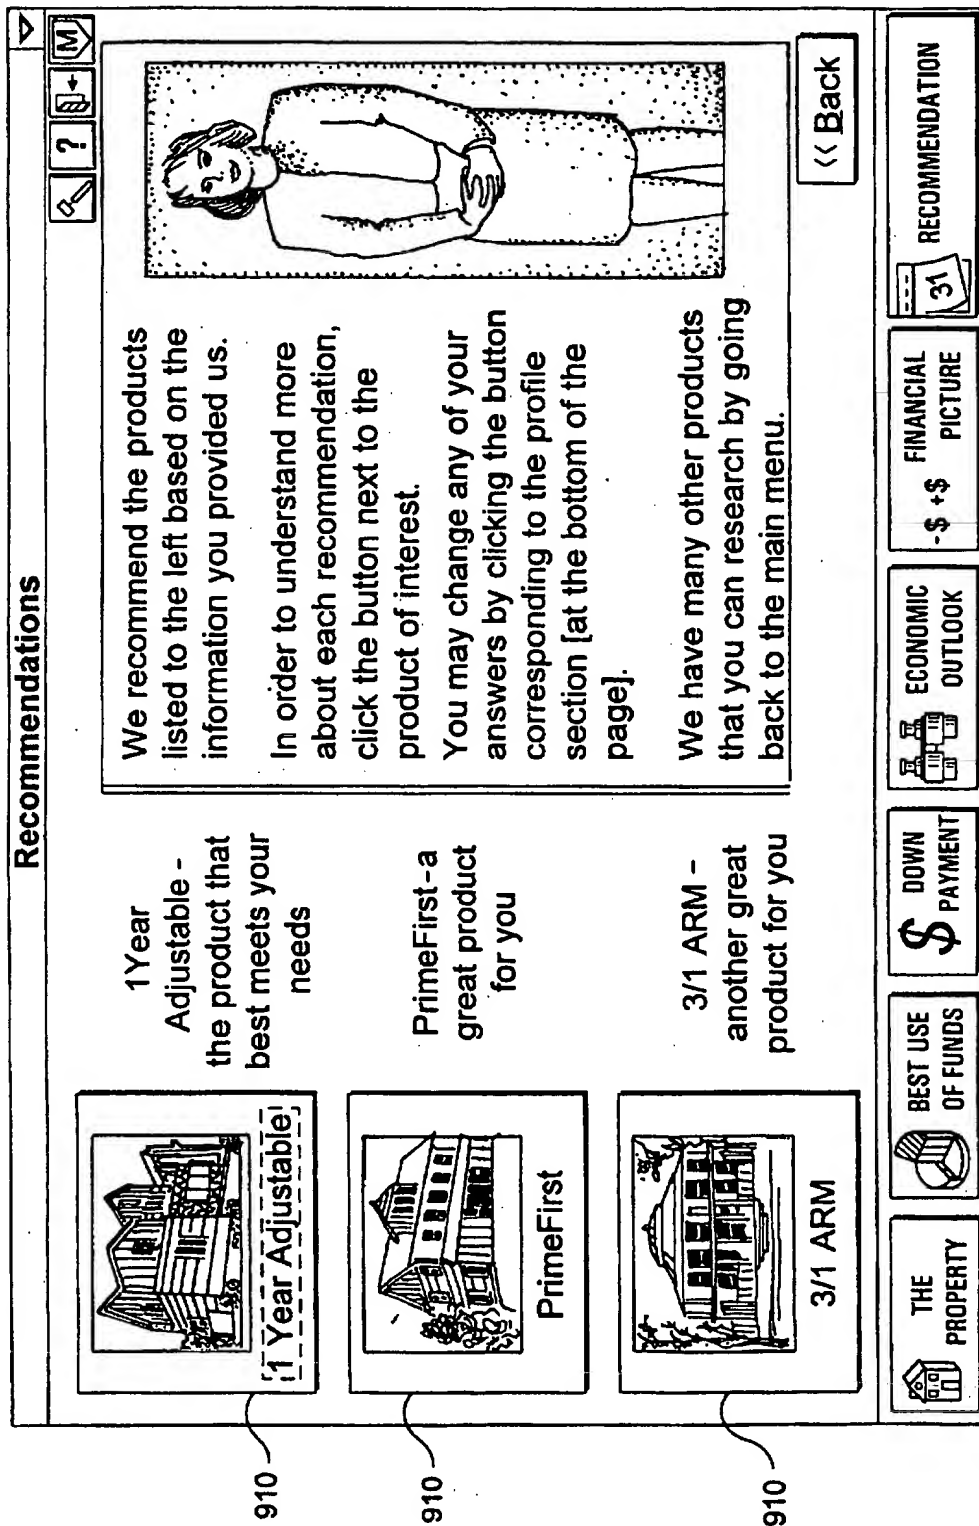 Recommendations
M
?
910
1 Year Adjustable
1Year
Adjustable -
the product that
best meets your
needs
910
PrimeFirst
PrimeFirst - a
great product
for you
910
3/1 ARM
3/1 ARM -
another great
product for you
We recommend the products
listed to the left based on the
information you provided us.
In order to understand more
about each recommendation,
click the button next to the
product of interest.
You may change any of your
answers by clicking the button
corresponding to the profile
section [at the bottom of the
page].
We have many other products
that you can research by going
back to the main menu.
<< Back
THE
PROPERTY
BEST USE
OF FUNDS
$ DOWN
PAYMENT
ECONOMIC
OUTLOOK
-$ +$ FINANCIAL
PICTURE
31
RECOMMENDATION